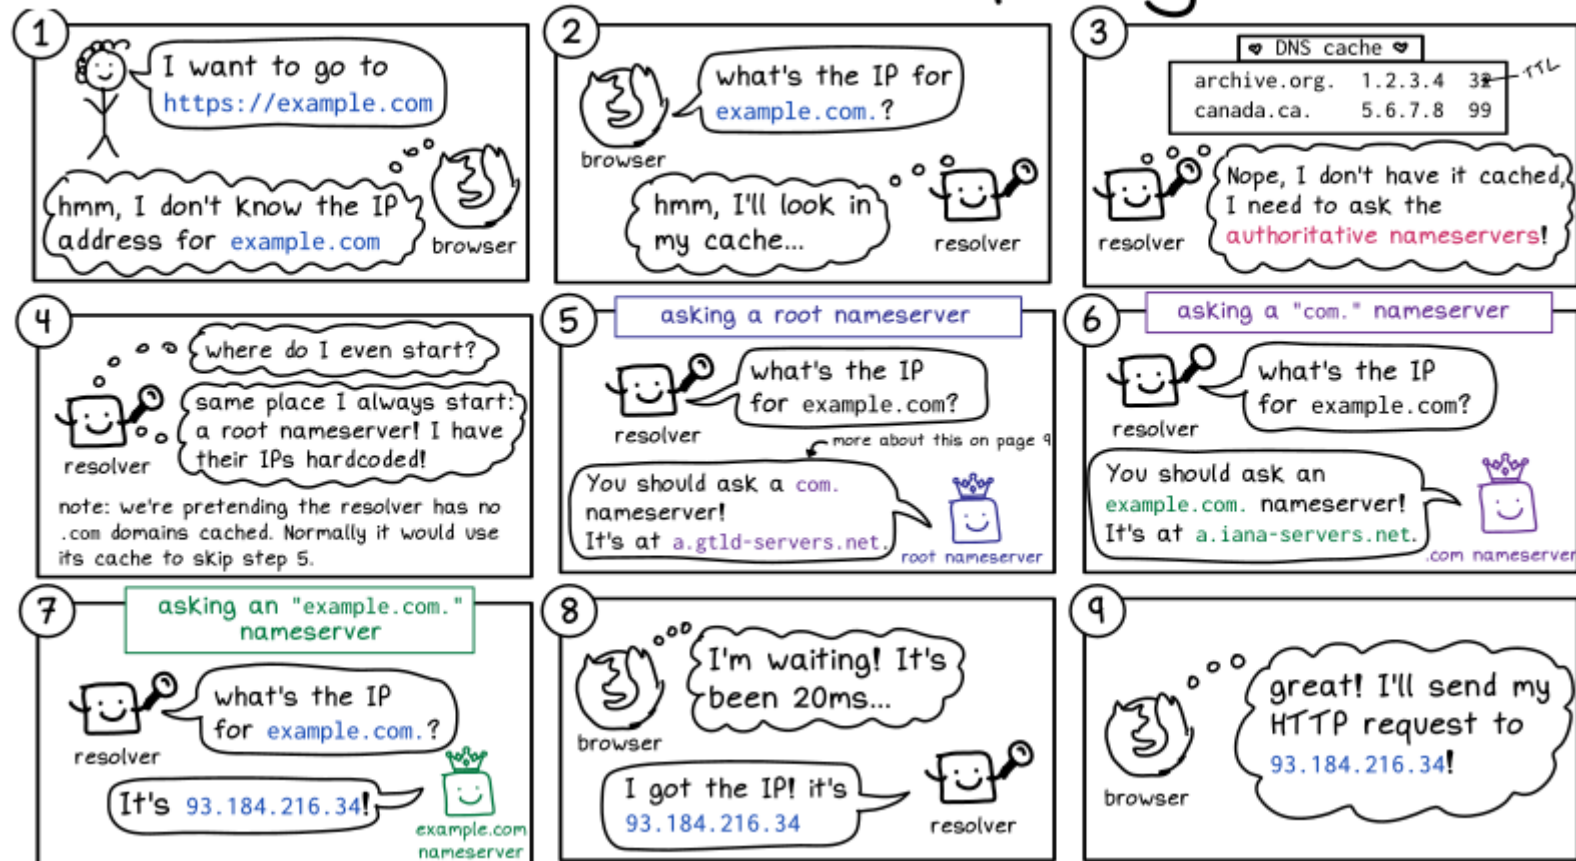 1
I want to go to
https://example.com
hmm, I don't know the IP
address for example.com
browser
2
what's the IP for
example.com.?
browser
hmm, I'll look in
my cache...
resolver
3
DNS cache
archive.org. 1.2.3.4 32
TTL
canada.ca. 5.6.7.8 99
Nope, I don't have it cached,
I need to ask the
authoritative nameservers!
resolver
4
where do I even start?
same place I always start:
a root nameserver! I have
their IPs hardcoded!
resolver
note: we're pretending the resolver has no
.com domains cached. Normally it would use
its cache to skip step 5.
5
asking a root nameserver
what's the IP
for example.com?
resolver
more about this on page 9
You should ask a com.
nameserver!
It's at a.gtld-servers.net.
root nameserver
6
asking a "com." nameserver
what's the IP
for example.com?
resolver
You should ask an
example.com. nameserver!
It's at a.iana-servers.net.
.com nameserver
7
asking an "example.com."
nameserver
what's the IP
for example.com.?
resolver
It's 93.184.216.34!
example.com
nameserver
8
I'm waiting! It's
been 20ms...
browser
I got the IP! it's
93.184.216.34
resolver
9
great! I'll send my
HTTP request to
93.184.216.34!
browser